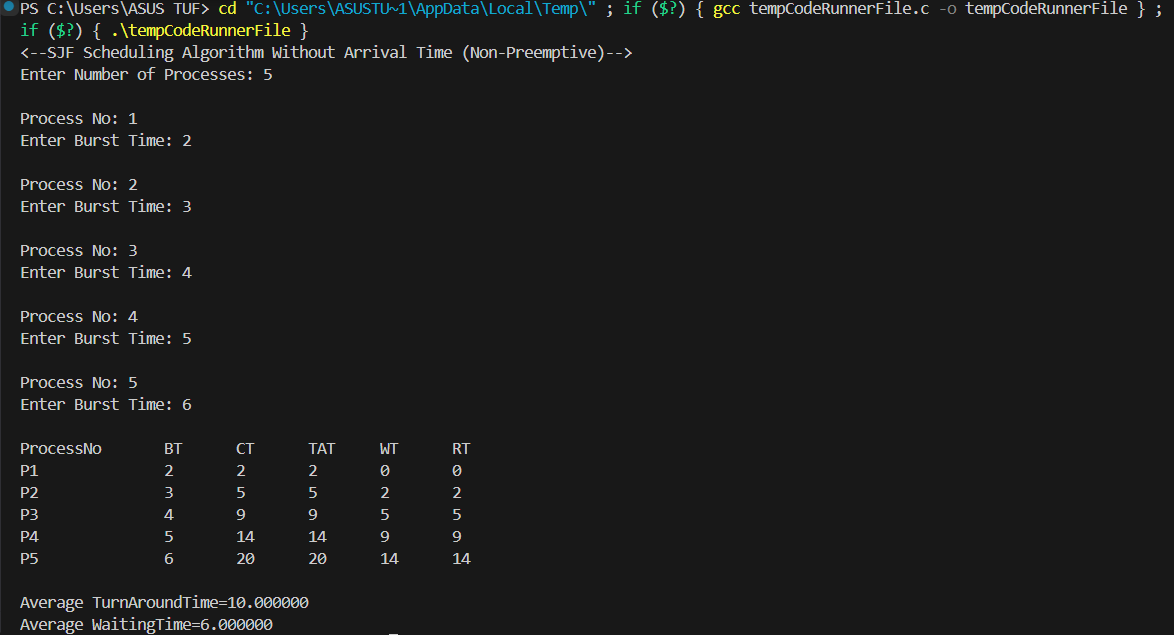 PS C:\Users\ASUS TUF> cd "C:\Users\ASUSTU~1\AppData\Local\Temp\" ; if ($?) { gcc tempCodeRunnerFile.c -o tempCodeRunnerFile } ;
if ($?) { .\tempCodeRunnerFile }
<--SJF Scheduling Algorithm Without Arrival Time (Non-Preemptive)-->
Enter Number of Processes: 5
Process No: 1
Enter Burst Time: 2
Process No: 2
Enter Burst Time: 3
Process No: 3
Enter Burst Time: 4
Process No: 4
Enter Burst Time: 5
Process No: 5
Enter Burst Time: 6
ProcessNo BT CT TAT WT RT
P1 2 2 2 0 0
P2 3 5 5 2 2
P3 4 9 9 5 5
P4 5 14 14 9 9
P5 6 20 20 14 14
Average TurnAroundTime=10.000000
Average WaitingTime=6.000000